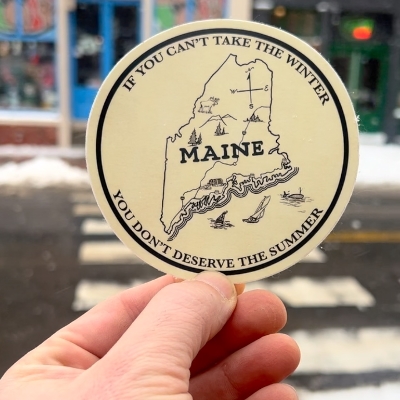 IF YOU CAN'T TAKE THE WINTER
MAINE
YOU DON'T DESERVE THE SUMMER